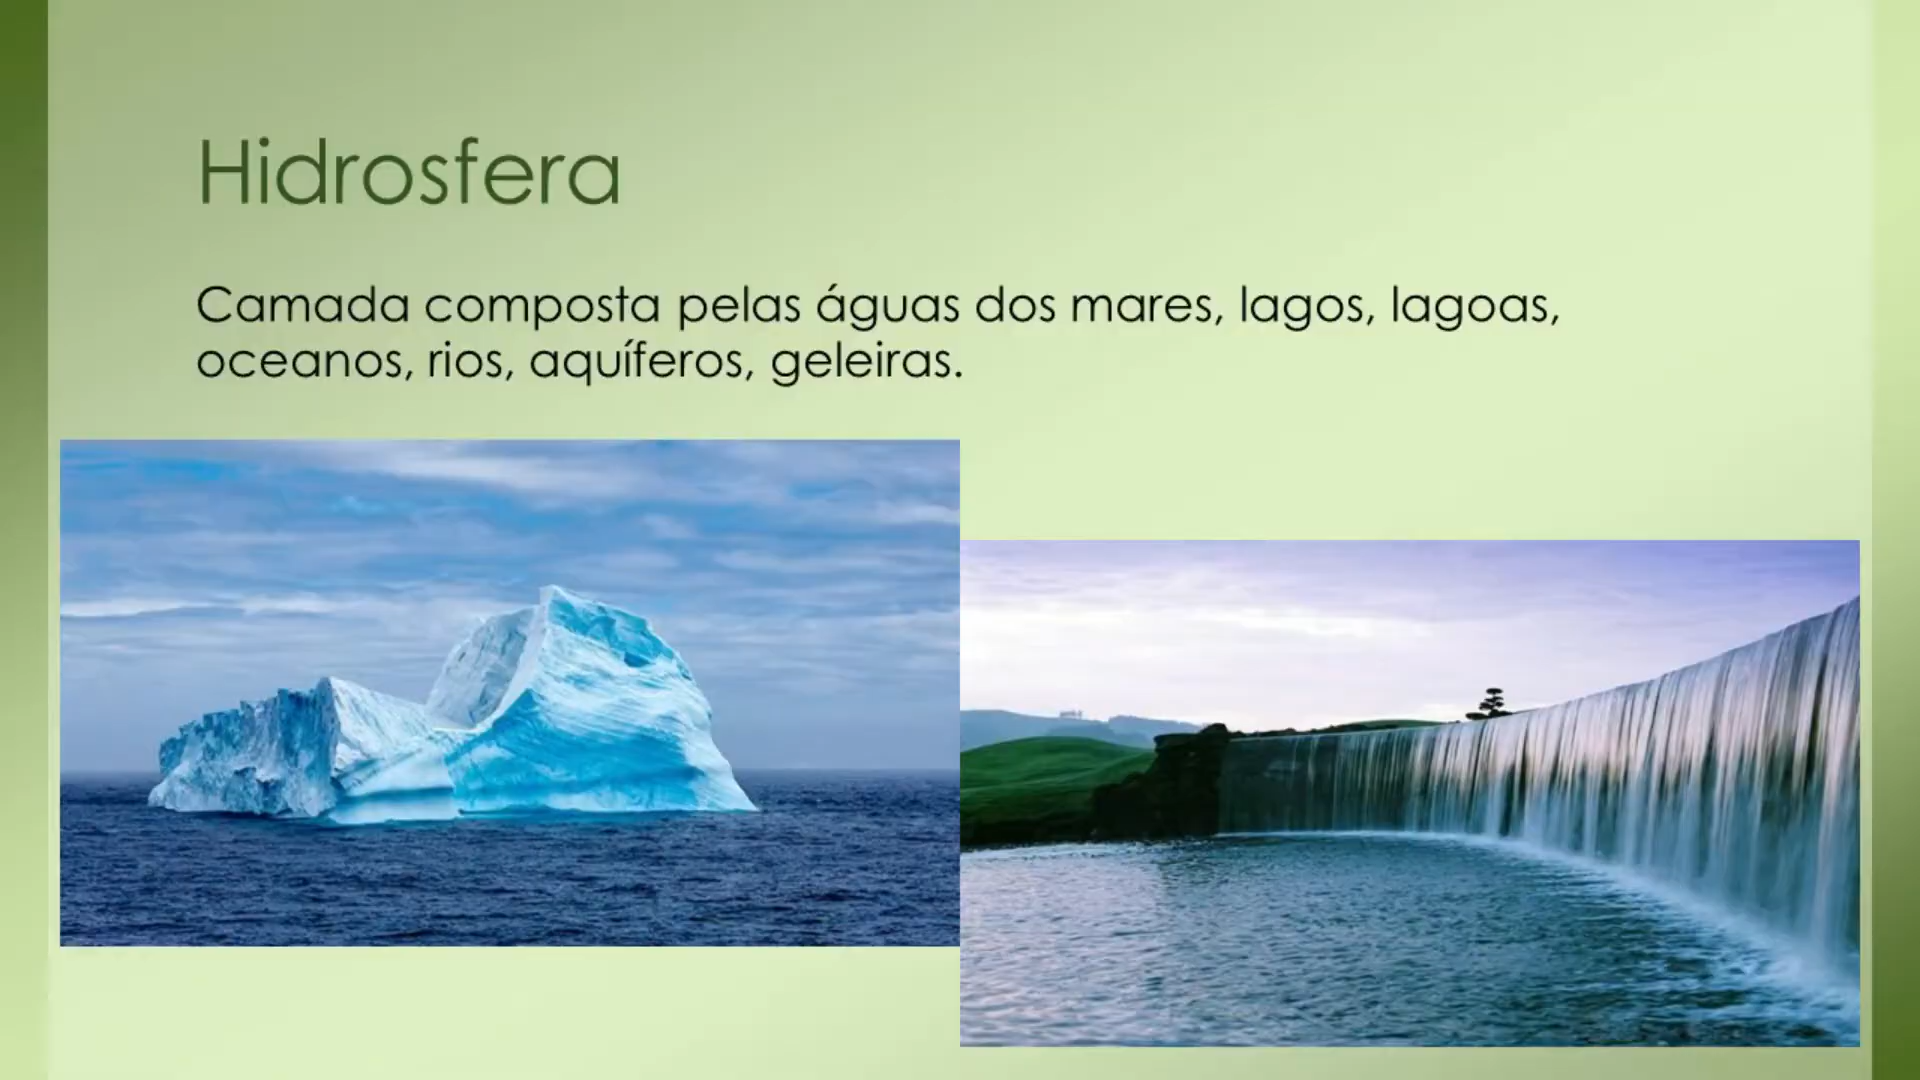 Hidrosfera
Camada composta pelas águas dos mares, lagos, lagoas,
oceanos, rios, aquíferos, geleiras.